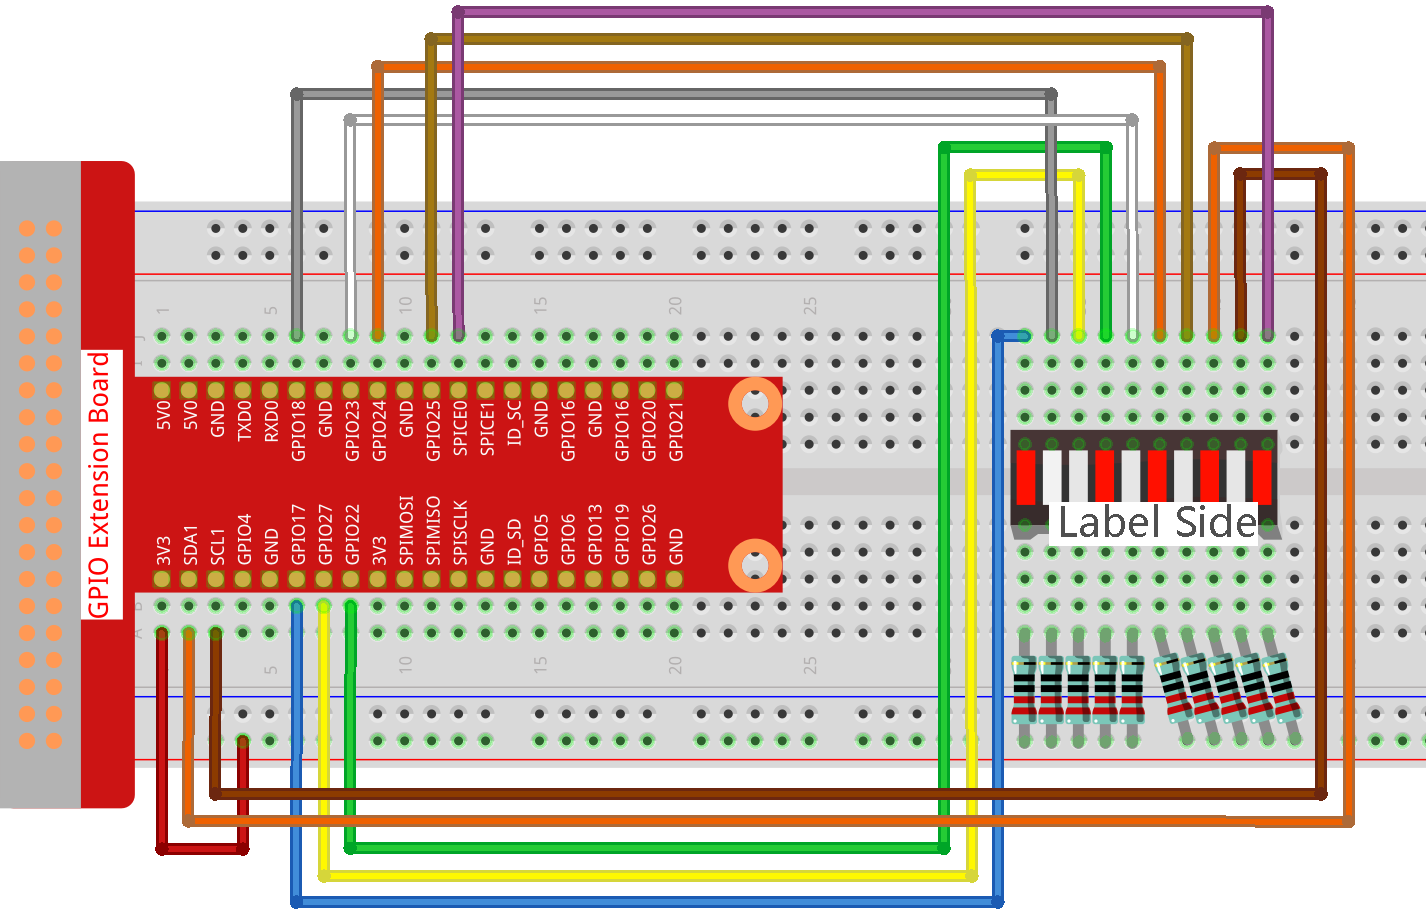 1 5 10 15 20 25
J
I
5V0
5V0
GND
TXD0
RXD0
GPIO18
GND
GPIO23
GPIO24
GND
GPIO25
SPICE0
SPICE1
ID_SC
GND
GPIO16
GND
GPIO16
GPIO20
GPIO21
GPIO Extension Board
3V3
SDA1
SCL1
GPIO4
GND
GPIO17
GPIO27
GPIO22
3V3
SPIMOSI
SPIMISO
SPISCLK
GND
ID_SD
GPIO5
GPIO6
GPIO13
GPIO19
GPIO26
GND
Label Side
B
A
5 10 15 20 25